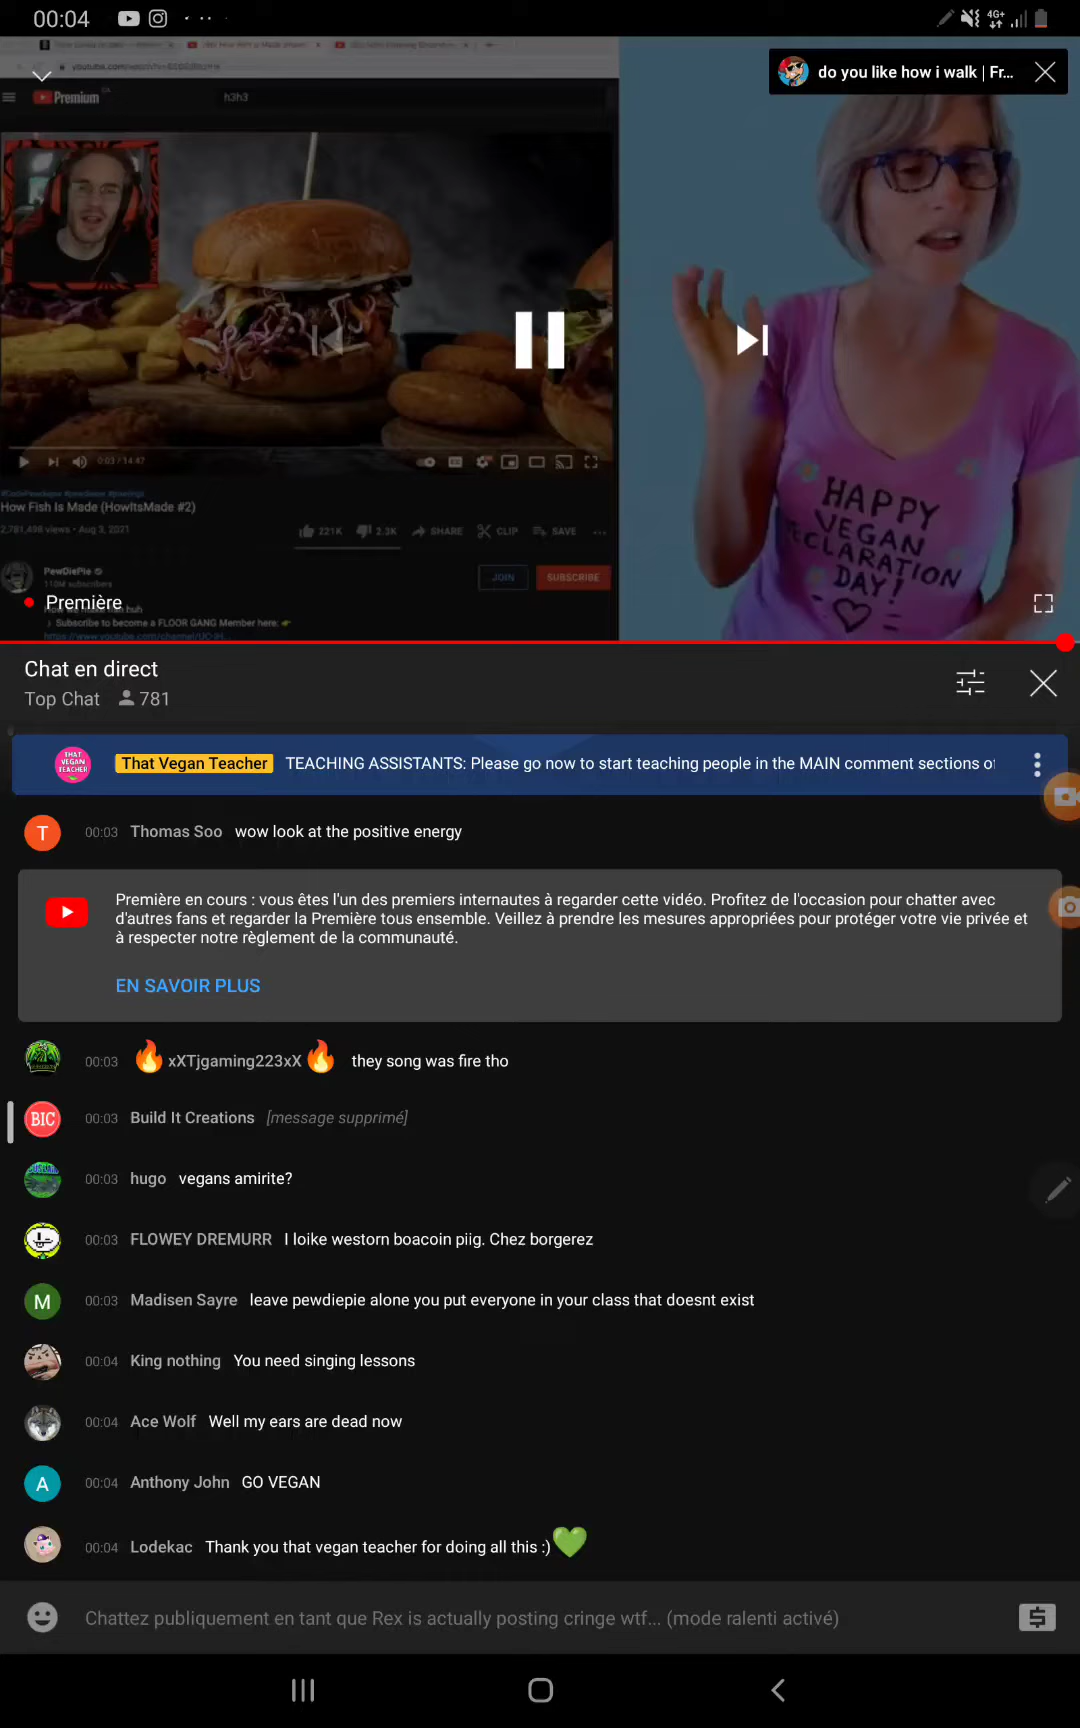 00:04
4G+
do you like how i walk | Fr...
Premium
h3h3
0:03 / 14:47
How Fish Is Made (HowItsMade #2)
2,781,498 views • Aug 3, 2021
221K 2.3K SHARE CLIP SAVE
PewDiePie
110M subscribers
JOIN SUBSCRIBE
Première
Subscribe to become a FLOOR GANG Member here:
HAPPY
VEGAN
DECLARATION
DAY!
Chat en direct
Top Chat 781
THAT VEGAN TEACHER
That Vegan Teacher TEACHING ASSISTANTS: Please go now to start teaching people in the MAIN comment sections of
T 00:03 Thomas Soo wow look at the positive energy
Première en cours : vous êtes l'un des premiers internautes à regarder cette vidéo. Profitez de l'occasion pour chatter avec
d'autres fans et regarder la Première tous ensemble. Veillez à prendre les mesures appropriées pour protéger votre vie privée et
à respecter notre règlement de la communauté.
EN SAVOIR PLUS
00:03 🔥xXTjgaming223xX🔥 they song was fire tho
BIC 00:03 Build It Creations [message supprimé]
00:03 hugo vegans amirite?
00:03 FLOWEY DREMURR I loike westorn boacoin piig. Chez borgerez
M 00:03 Madisen Sayre leave pewdiepie alone you put everyone in your class that doesnt exist
00:04 King nothing You need singing lessons
00:04 Ace Wolf Well my ears are dead now
A 00:04 Anthony John GO VEGAN
00:04 Lodekac Thank you that vegan teacher for doing all this :)💚
Chattez publiquement en tant que Rex is actually posting cringe wtf... (mode ralenti activé)